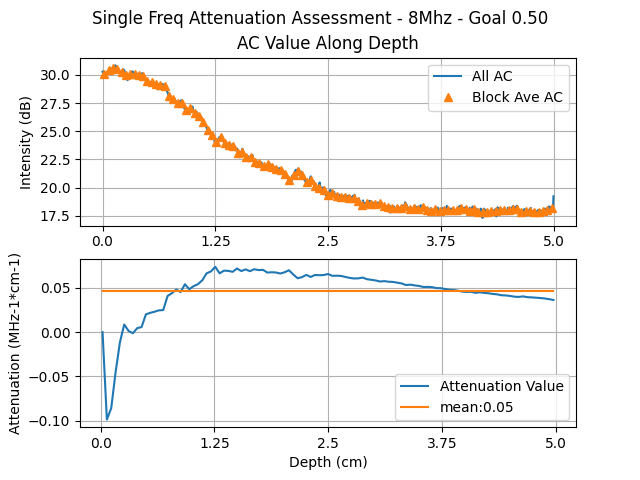 Single Freq Attenuation Assessment - 8Mhz - Goal 0.50
AC Value Along Depth
Intensity (dB)
30.0
27.5
25.0
22.5
20.0
17.5
All AC
Block Ave AC
0.0 1.25 2.5 3.75 5.0
Attenuation (MHz-1*cm-1)
0.05
0.00
−0.05
−0.10
Attenuation Value
mean:0.05
0.0 1.25 2.5 3.75 5.0
Depth (cm)